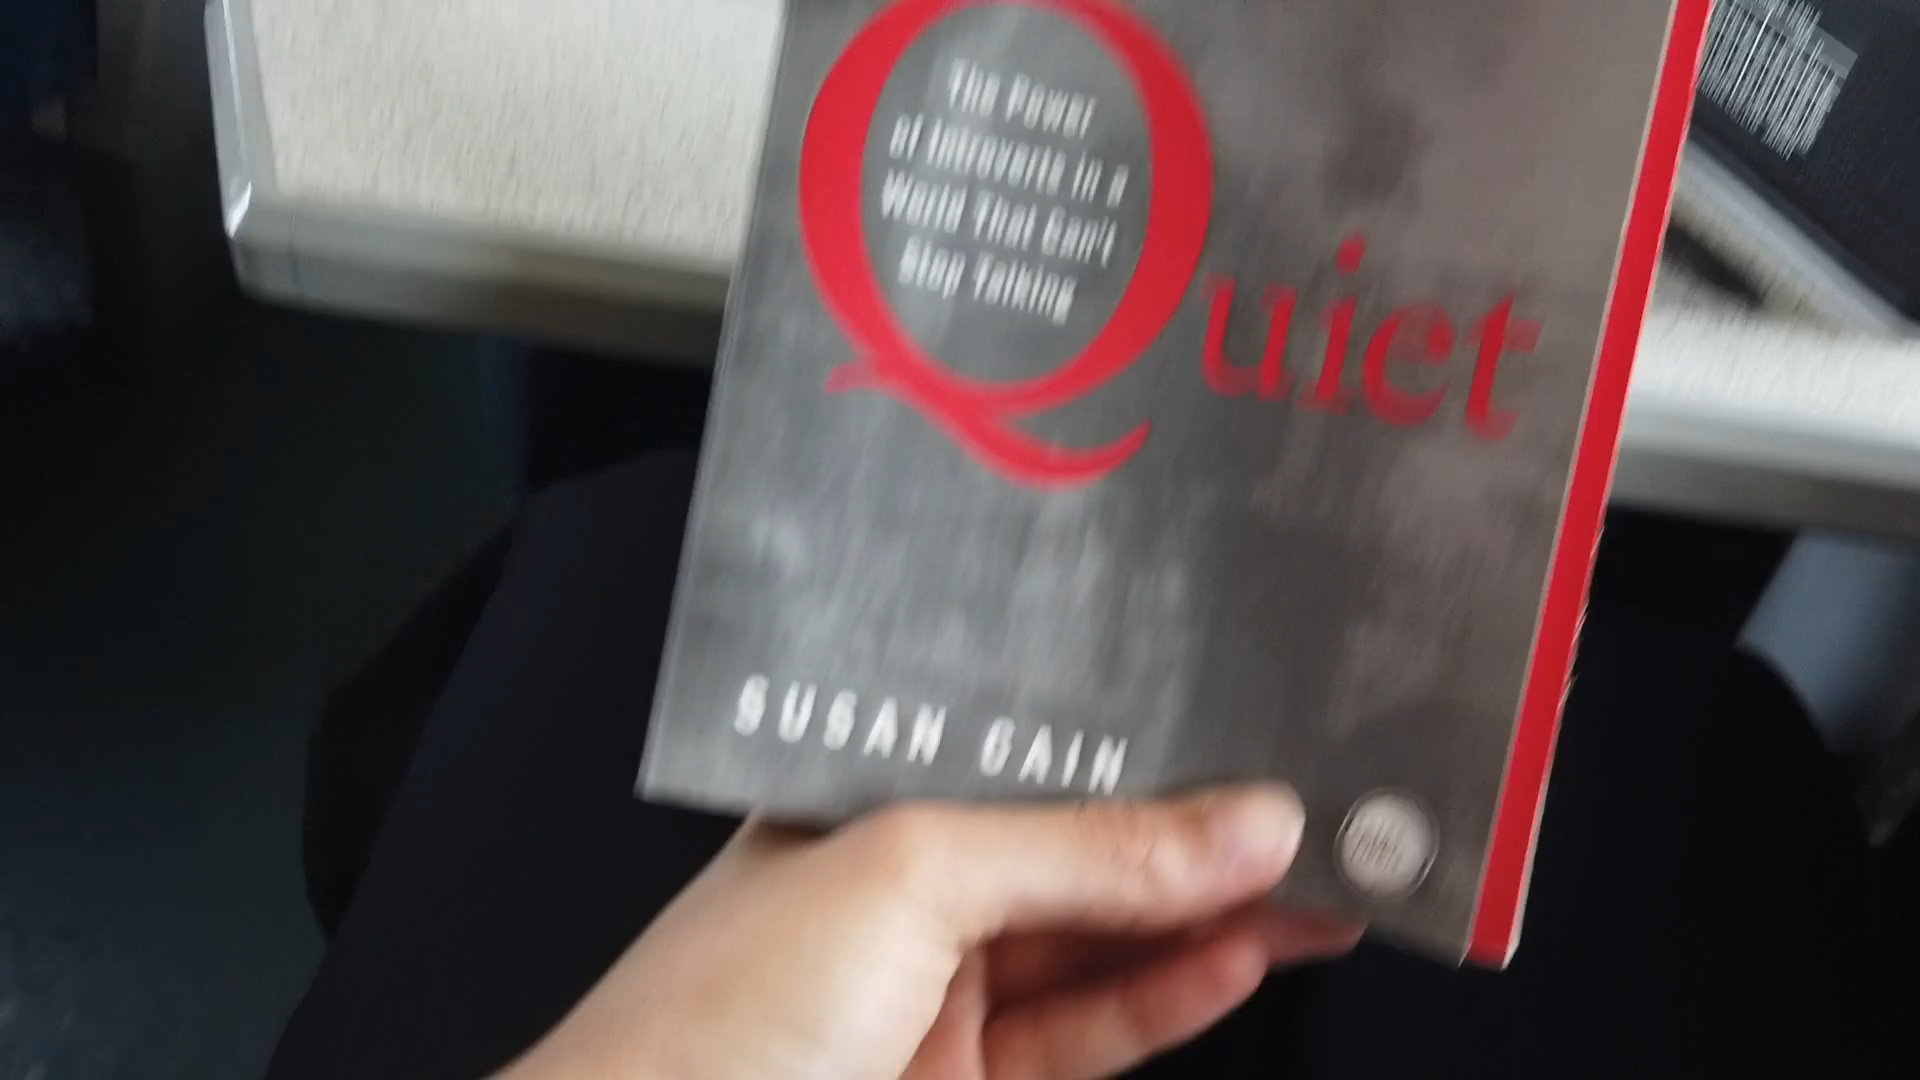 The Power
of Introverts in a
World That Can't
Stop Talking
Quiet
SUSAN CAIN